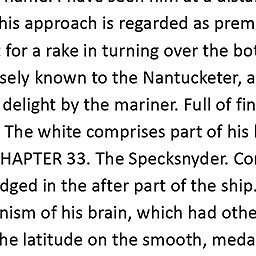 his approach is regarded as prem
for a rake in turning over the bot
sely known to the Nantucketer, a
delight by the mariner. Full of fin
The white comprises part of his
HAPTER 33. The Specksnyder. Con
dged in the after part of the ship.
nism of his brain, which had othe
he latitude on the smooth, meda